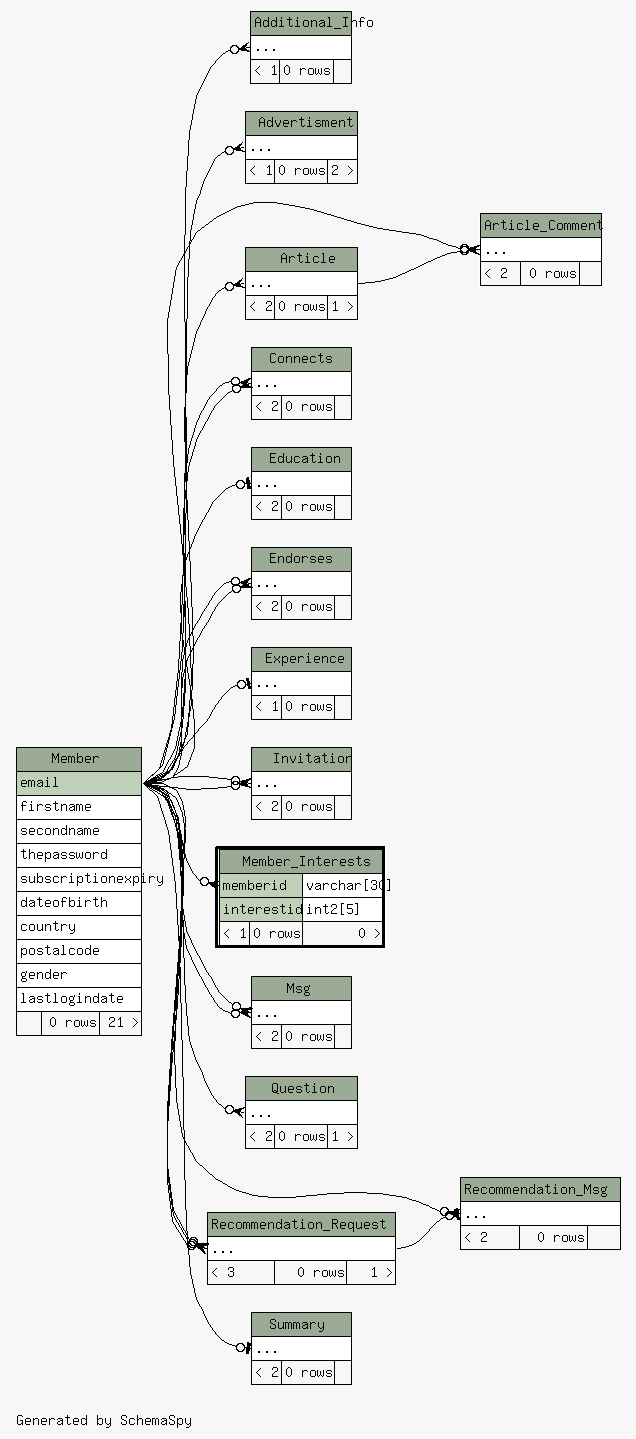 Additional_Info
...
< 1 0 rows
Advertisment
...
< 1 0 rows 2 >
Article_Comment
...
< 2 0 rows
Article
...
< 2 0 rows 1 >
Connects
...
< 2 0 rows
Education
...
< 2 0 rows
Endorses
...
< 2 0 rows
Experience
...
< 1 0 rows
Member
email
firstname
secondname
thepassword
subscriptionexpiry
dateofbirth
country
postalcode
gender
lastlogindate
0 rows 21 >
Invitation
...
< 2 0 rows
Member_Interests
memberid varchar[30]
interestid int2[5]
< 1 0 rows 0 >
Msg
...
< 2 0 rows
Question
...
< 2 0 rows 1 >
Recommendation_Msg
...
< 2 0 rows
Recommendation_Request
...
< 3 0 rows 1 >
Summary
...
< 2 0 rows
Generated by SchemaSpy